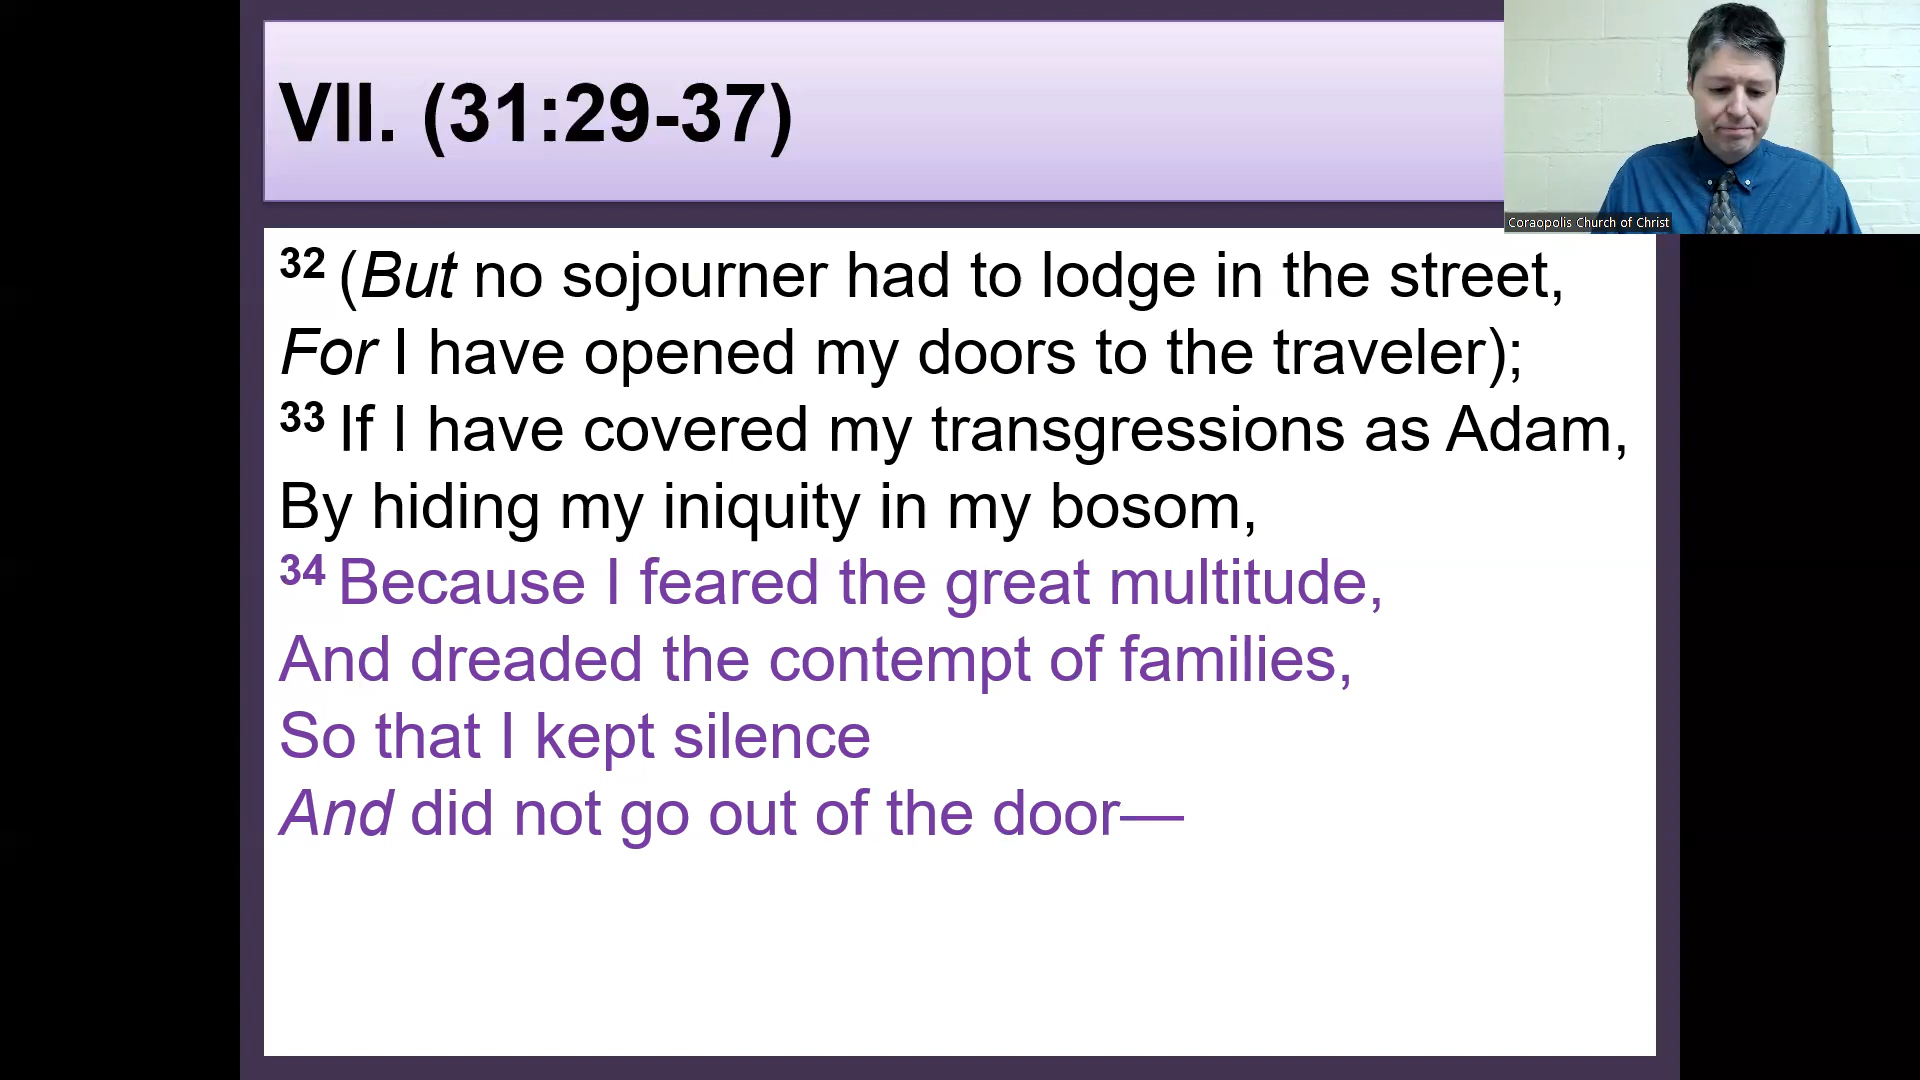 VII. (31:29-37)
Coraopolis Church of Christ
32 (But no sojourner had to lodge in the street,
For I have opened my doors to the traveler);
33 If I have covered my transgressions as Adam,
By hiding my iniquity in my bosom,
34 Because I feared the great multitude,
And dreaded the contempt of families,
So that I kept silence
And did not go out of the door—